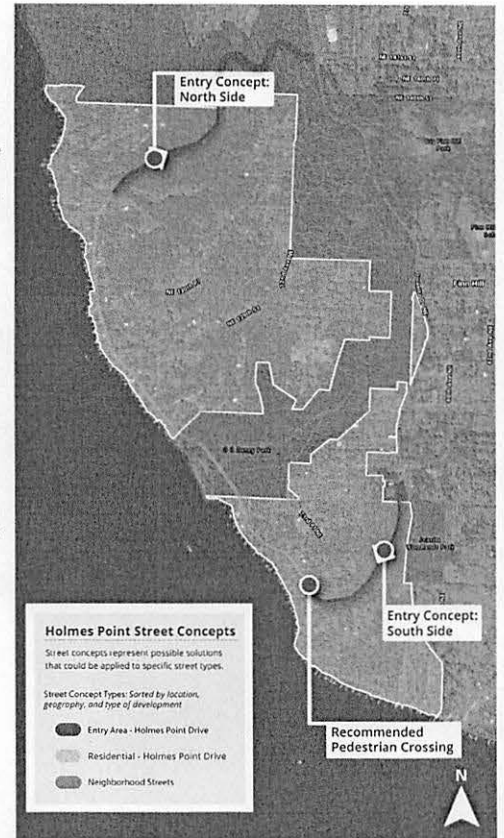 Entry Concept:
North Side
Finn Hill
Entry Concept:
South Side
Recommended
Pedestrian Crossing
Holmes Point Street Concepts
Street concepts represent possible solutions
that could be applied to specific street types.
Street Concept Types: Sorted by location,
geography, and type of development
Entry Area - Holmes Point Drive
Residential - Holmes Point Drive
Neighborhood Streets
N